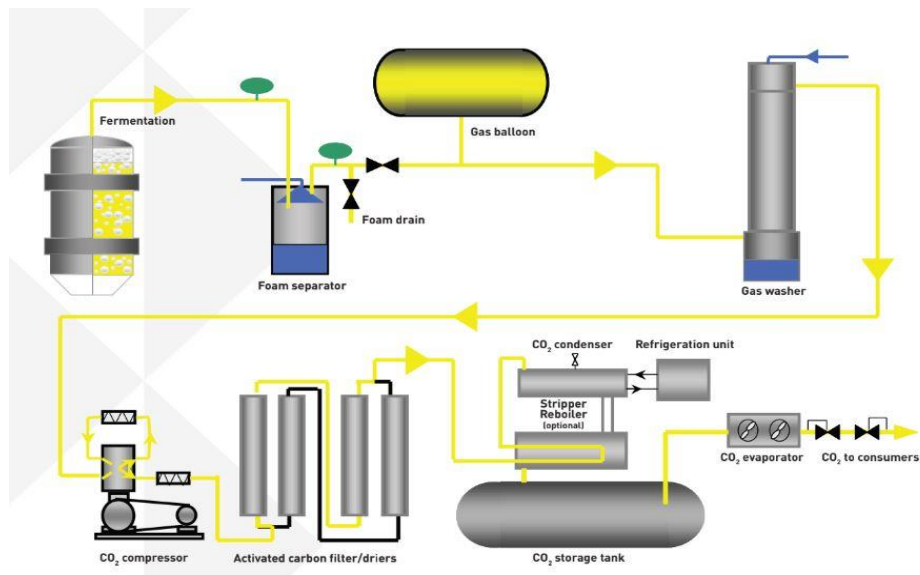 Fermentation
Gas balloon
Foam drain
Foam separator
Gas washer
CO₂ condenser
Refrigeration unit
Stripper
Reboiler
(optional)
CO₂ evaporator
CO₂ to consumers
CO₂ compressor
Activated carbon filter/driers
CO₂ storage tank